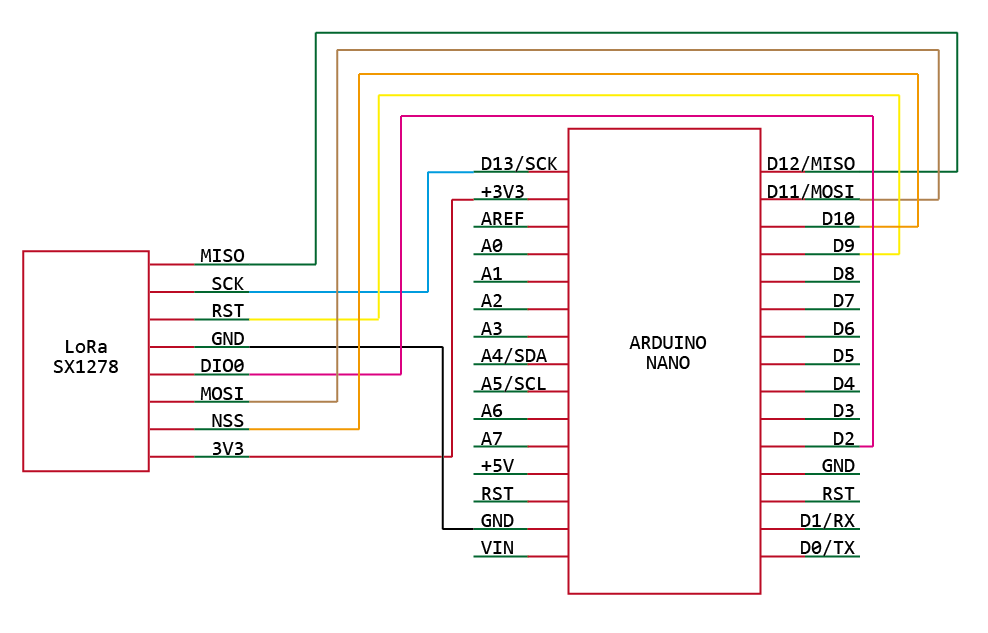 MISO
SCK
RST
GND
DIO0
MOSI
NSS
3V3
LoRa
SX1278
D13/SCK
+3V3
AREF
A0
A1
A2
A3
A4/SDA
A5/SCL
A6
A7
+5V
RST
GND
VIN
ARDUINO
NANO
D12/MISO
D11/MOSI
D10
D9
D8
D7
D6
D5
D4
D3
D2
GND
RST
D1/RX
D0/TX